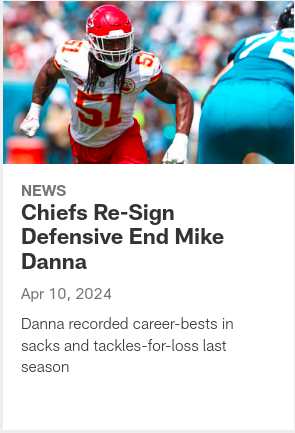 51
51
NEWS
Chiefs Re-Sign
Defensive End Mike
Danna
Apr 10, 2024
Danna recorded career-bests in
sacks and tackles-for-loss last
season